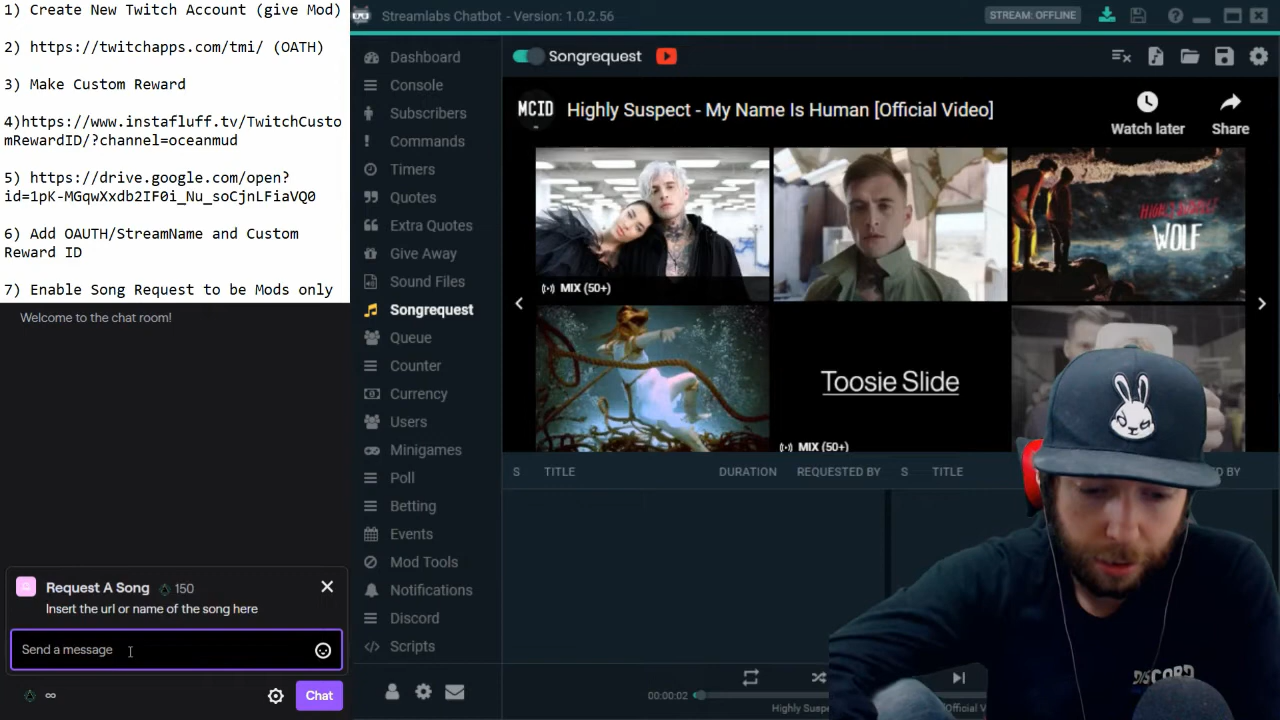 1) Create New Twitch Account (give Mod)
2) https://twitchapps.com/tmi/ (OATH)
3) Make Custom Reward
4)https://www.instafluff.tv/TwitchCusto
mRewardID/?channel=oceanmud
5) https://drive.google.com/open?
id=1pK-MGqwXxdb2IF0i_Nu_soCjnLFiaVQ0
6) Add OAUTH/StreamName and Custom
Reward ID
7) Enable Song Request to be Mods only
Welcome to the chat room!
Request A Song 150
Insert the url or name of the song here
Send a message
∞
Chat
Streamlabs Chatbot - Version: 1.0.2.56
STREAM: OFFLINE
Dashboard
Console
Subscribers
Commands
Timers
Quotes
Extra Quotes
Give Away
Sound Files
Songrequest
Queue
Counter
Currency
Users
Minigames
Poll
Betting
Events
Mod Tools
Notifications
Discord
Scripts
Songrequest
MCID
Highly Suspect - My Name Is Human [Official Video]
Watch later
Share
MIX (50+)
HIGHLY SUSPECT
WOLF
Toosie Slide
MIX (50+)
S TITLE DURATION REQUESTED BY S TITLE BY
DISCORD
00:00:02
Highly Suspe
[Official V